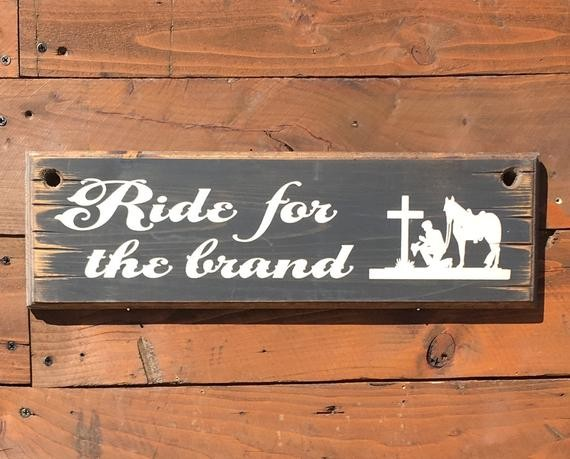 Ride for
the brand